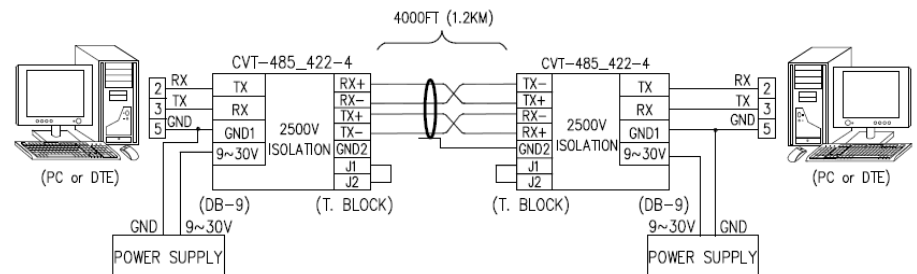 4000FT (1.2KM)
CVT-485_422-4
CVT-485_422-4
2 RX
3 TX
5 GND
TX
RX
GND1
9~30V
2500V
ISOLATION
RX+
RX-
TX+
TX-
GND2
J1
J2
TX-
TX+
RX-
RX+
GND2
J1
J2
2500V
ISOLATION
TX
RX
GND1
9~30V
RX 2
TX 3
GND 5
(PC or DTE)
(DB-9)
(T. BLOCK)
(T. BLOCK)
(DB-9)
(PC or DTE)
GND 9~30V
POWER SUPPLY
9~30V GND
POWER SUPPLY